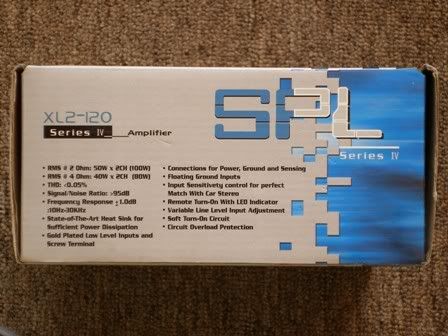 SPL
Series IV
XL2-120
Series IV Amplifier
• RMS @ 2 Ohm: 50W x 2CH (100W)
• RMS @ 4 Ohm: 40W x 2CH (80W)
• THD: <0.05%
• Signal/Noise Ratio: >95dB
• Frequency Response ±1.0dB
:10Hz-30KHz
• State-of-The-Art Heat Sink for
Sufficient Power Dissipation
• Gold Plated Low Level Inputs and
Screw Terminal
• Connections for Power, Ground and Sensing
• Floating Ground Inputs
• Input Sensitively control for perfect
Match With Car Stereo
• Remote Turn-On With LED Indicator
• Variable Line Level Input Adjustment
• Soft Turn-On Circuit
• Circuit Overload Protection